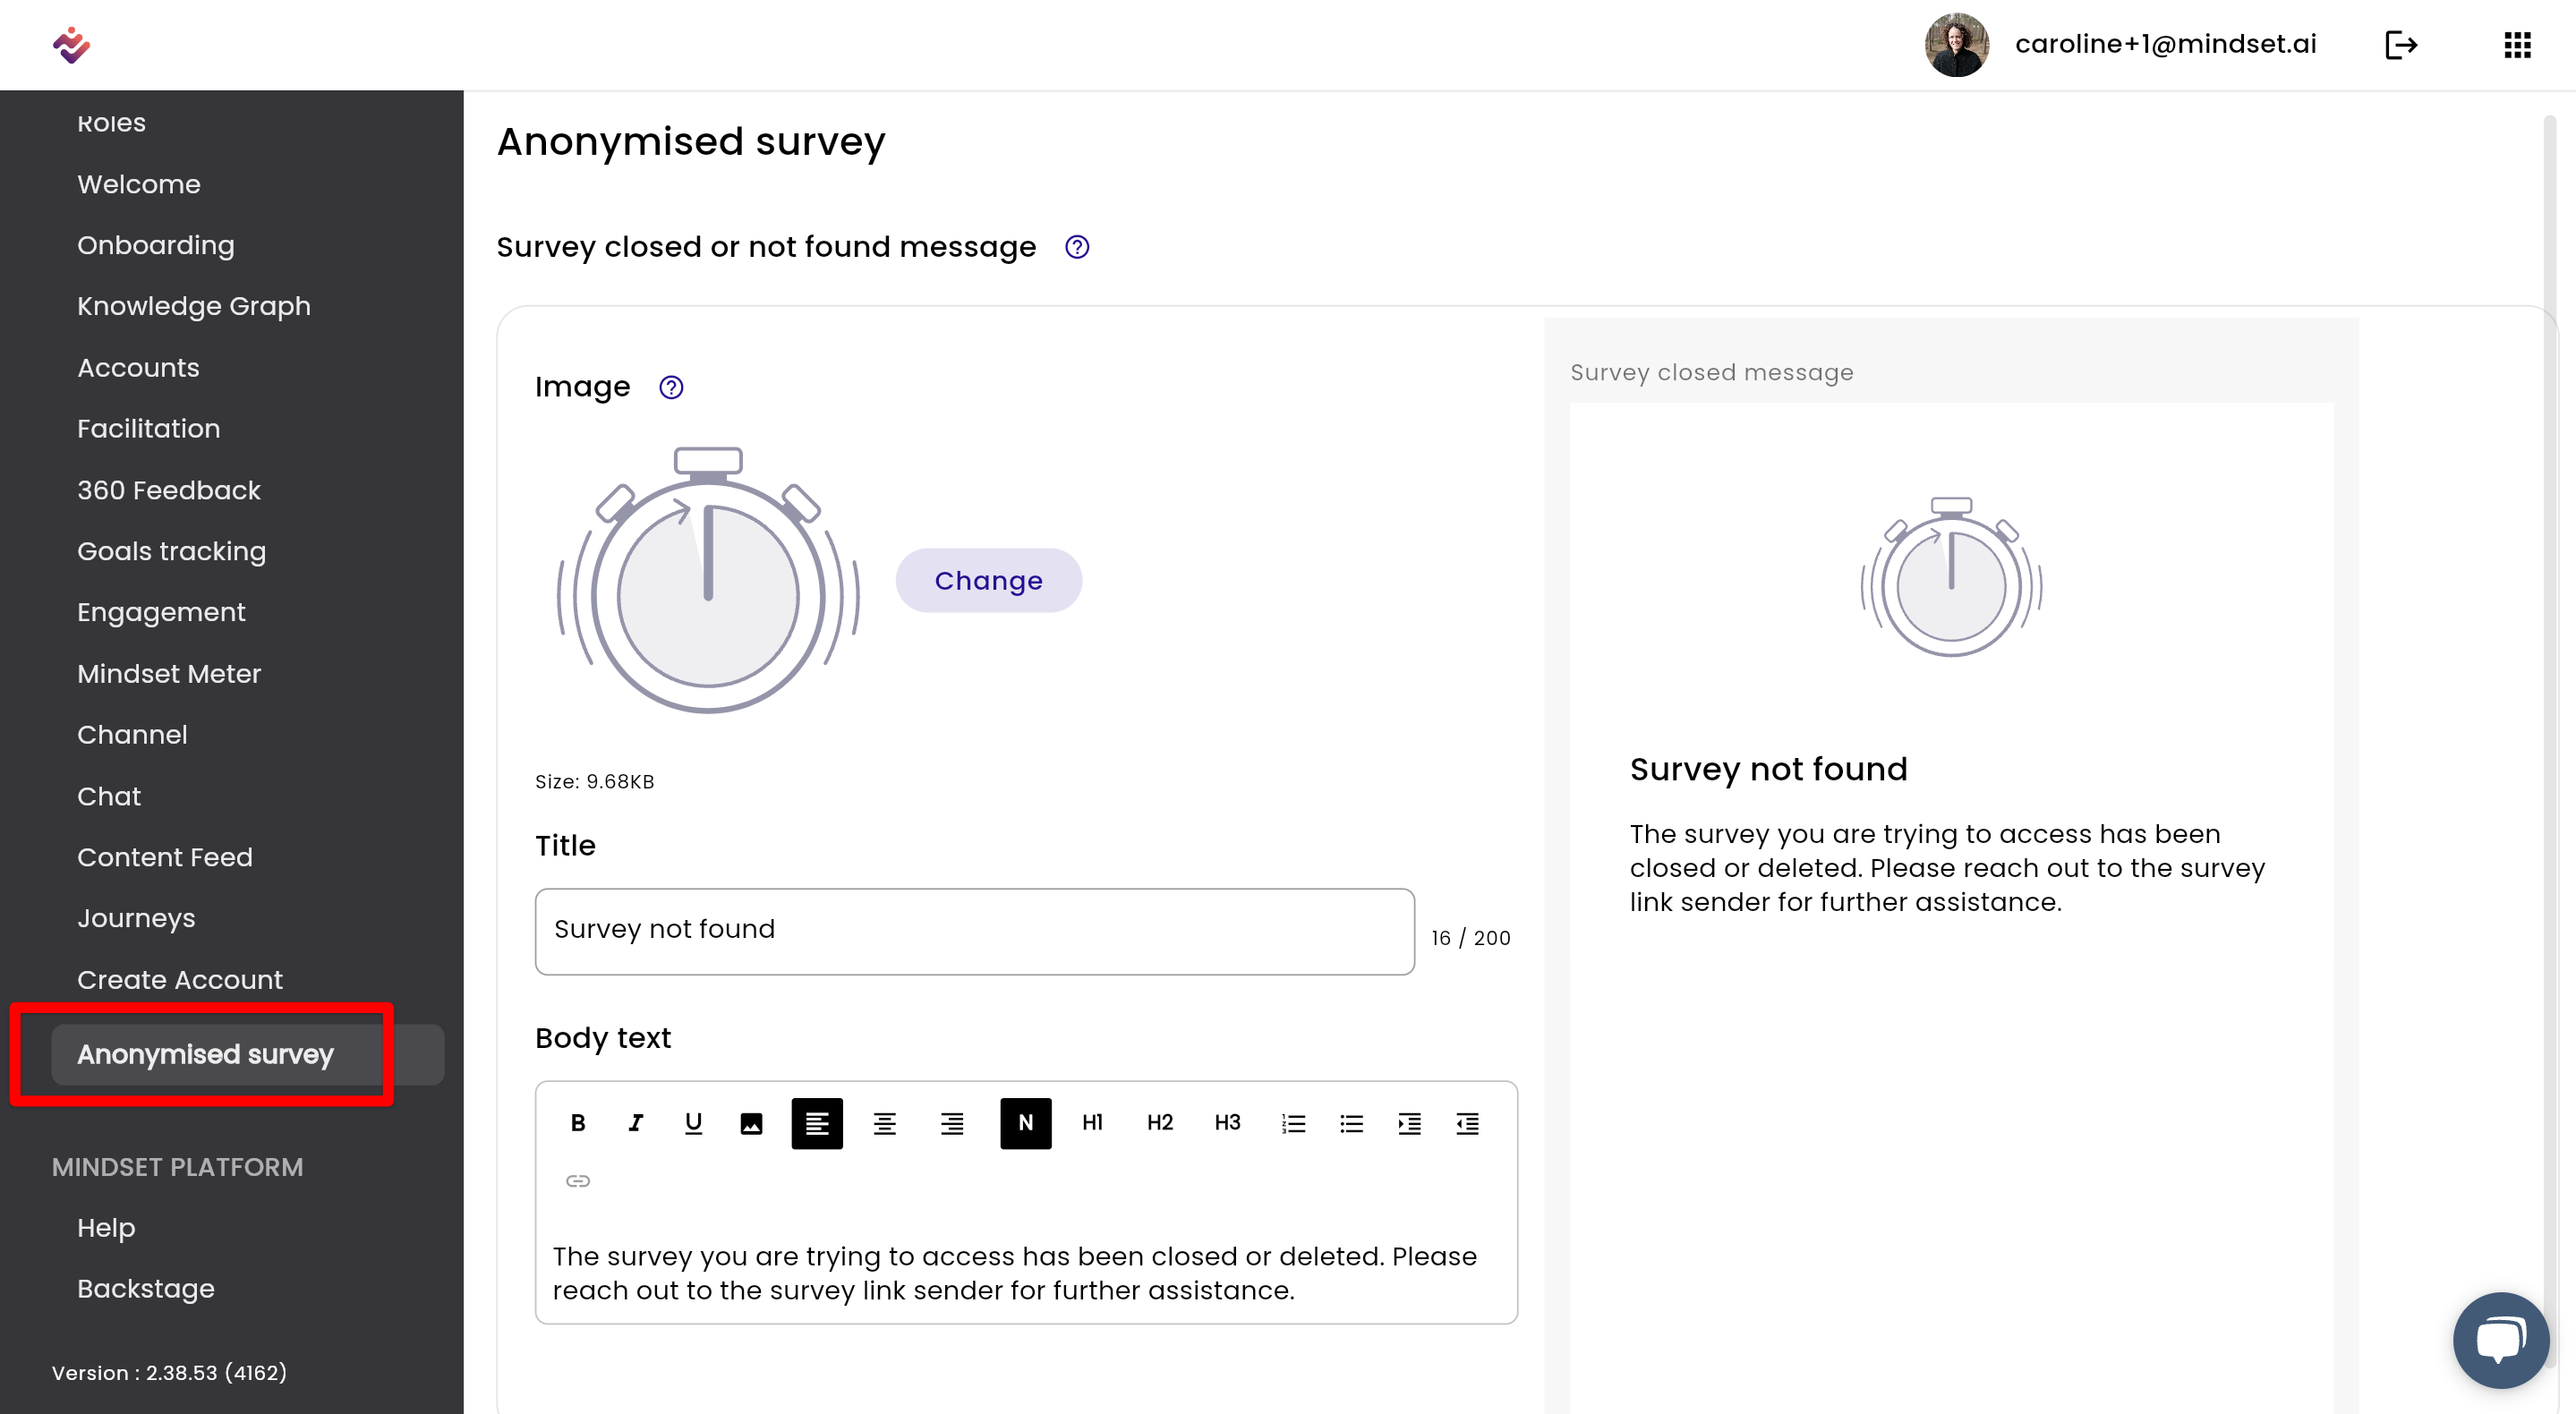 caroline+1@mindset.ai
Roles
Welcome
Onboarding
Knowledge Graph
Accounts
Facilitation
360 Feedback
Goals tracking
Engagement
Mindset Meter
Channel
Chat
Content Feed
Journeys
Create Account
Anonymised survey
MINDSET PLATFORM
Help
Backstage
Version : 2.38.53 (4162)
Anonymised survey
Survey closed or not found message ?
Image ?
Change
Size: 9.68KB
Title
Survey not found
16 / 200
Body text
B I U N H1 H2 H3
The survey you are trying to access has been closed or deleted. Please
reach out to the survey link sender for further assistance.
Survey closed message
Survey not found
The survey you are trying to access has been
closed or deleted. Please reach out to the survey
link sender for further assistance.